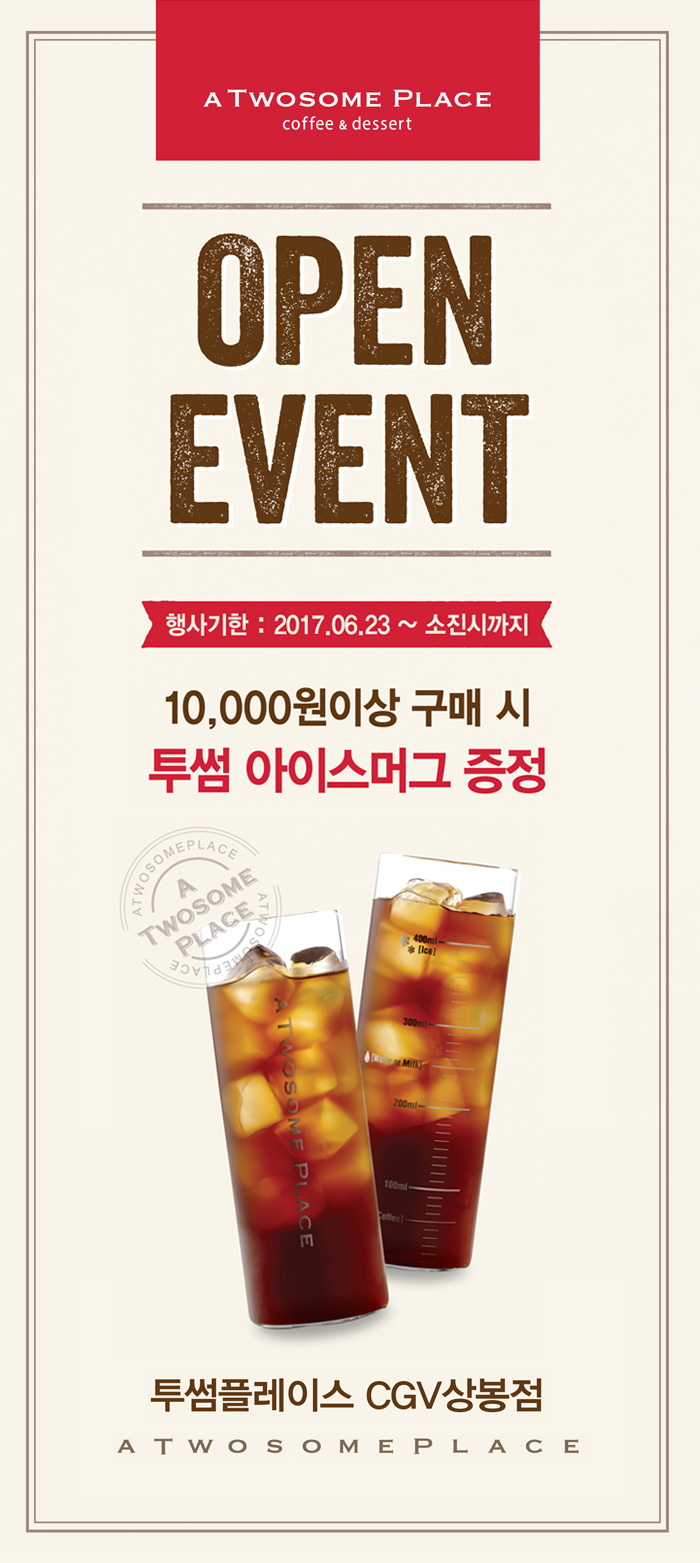 A TWOSOME PLACE
coffee & dessert
OPEN
EVENT
행사기한 : 2017.06.23 ~ 소진시까지
10,000원이상 구매 시
투썸 아이스머그 증정
ATWOSOMEPLACE
A
TWOSOME
PLACE
ATWOSOMEPLACE
A TWOSOME PLACE
400ml
[Ice]
300ml
[Water or Milk]
200ml
100ml
Coffee]
투썸플레이스 CGV상봉점
A TWOSOME PLACE